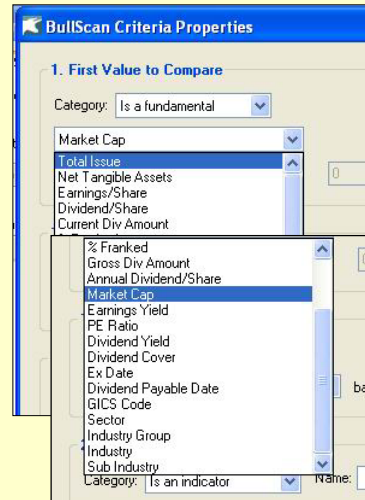 BullScan Criteria Properties
1. First Value to Compare
Category: Is a fundamental
Market Cap
Total Issue
Net Tangible Assets
Earnings/Share
Dividend/Share
Current Div Amount
0
% Franked
Gross Div Amount
Annual Dividend/Share
Market Cap
Earnings Yield
PE Ratio
Dividend Yield
Dividend Cover
Ex Date
Dividend Payable Date
GICS Code
Sector
Industry Group
Industry
Sub Industry
ba
Category: Is an indicator Name: